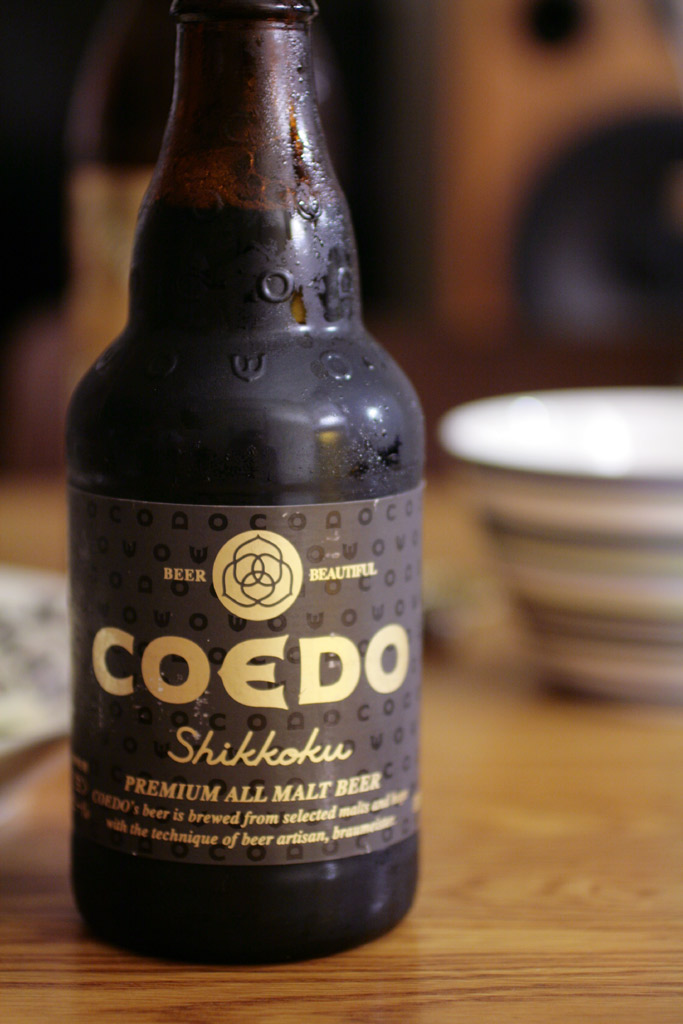 BEER BEAUTIFUL
COEDO
Shikkoku
PREMIUM ALL MALT BEER
COEDO's beer is brewed from selected malts and hops
with the technique of beer artisan, braumeister.